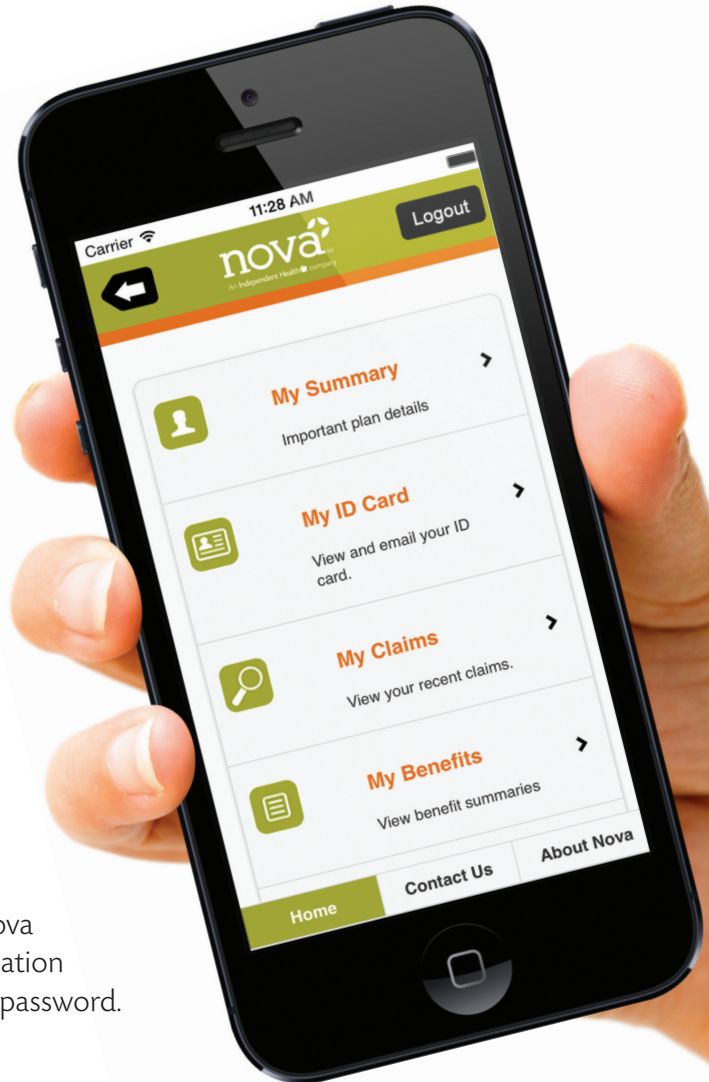 Carrier 11:28 AM
nova
An Independent Health company
Logout
My Summary
Important plan details
My ID Card
View and email your ID
card.
My Claims
View your recent claims.
My Benefits
View benefit summaries
Home Contact Us About Nova
ova
ation
password.